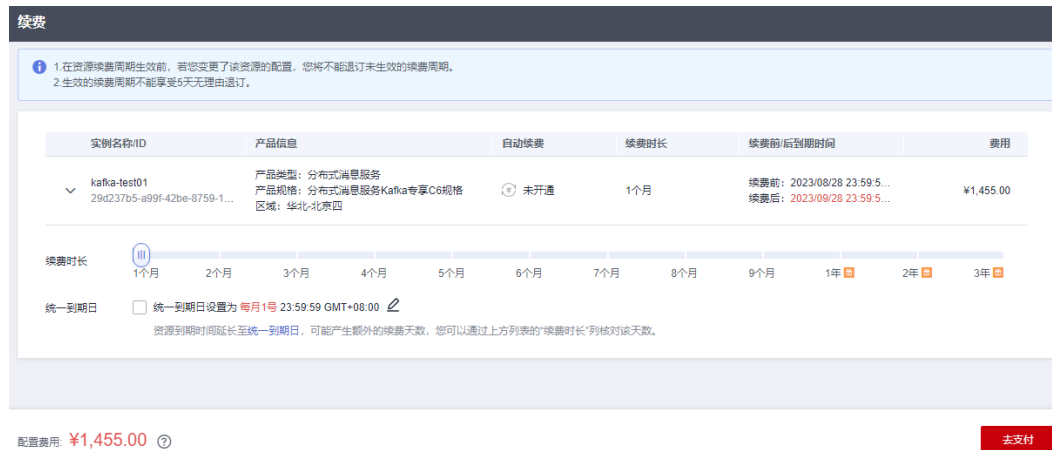 续费
1.在资源续费周期生效前，若您变更了该资源的配置，您将不能退订未生效的续费周期。
2.生效的续费周期不能享受5天无理由退订。
实例名称/ID 产品信息 自动续费 续费时长 续费前/后到期时间 费用
kafka-test01
29d237b5-a99f-42be-8759-1...
产品类型：分布式消息服务
产品规格：分布式消息服务Kafka专享C6规格
区域：华北-北京四
未开通
1个月
续费前：2023/08/28 23:59:5...
续费后：2023/09/28 23:59:5...
¥1,455.00
续费时长
1个月 2个月 3个月 4个月 5个月 6个月 7个月 8个月 9个月 1年 2年 3年
统一到期日 统一到期日设置为 每月1号 23:59:59 GMT+08:00
资源到期时间延长至统一到期日，可能产生额外的续费天数，您可以通过上方列表的“续费时长”列核对该天数。
配置费用: ¥1,455.00
去支付